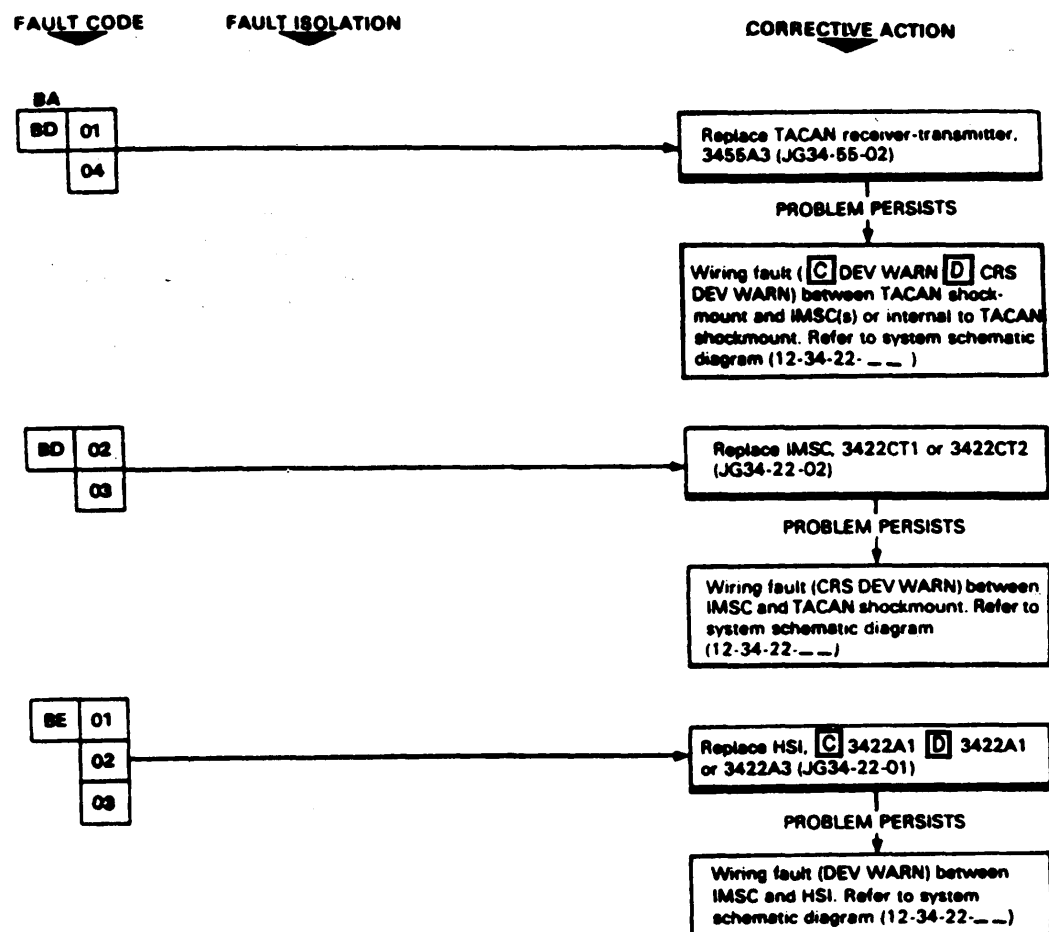 FAULT CODE FAULT ISOLATION CORRECTIVE ACTION
BA
BD 01
04
Replace TACAN receiver-transmitter,
3455A3 (JG34-55-02)
PROBLEM PERSISTS
Wiring fault ( C DEV WARN D CRS
DEV WARN) between TACAN shock-
mount and IMSC(s) or internal to TACAN
shockmount. Refer to system schematic
diagram (12-34-22-_ _ )
BD 02
03
Replace IMSC, 3422CT1 or 3422CT2
(JG34-22-02)
PROBLEM PERSISTS
Wiring fault (CRS DEV WARN) between
IMSC and TACAN shockmount. Refer to
system schematic diagram
(12-34-22-_ _)
BE 01
02
03
Replace HSI, C 3422A1 D 3422A1
or 3422A3 (JG34-22-01)
PROBLEM PERSISTS
Wiring fault (DEV WARN) between
IMSC and HSI. Refer to system
schematic diagram (12-34-22-_ _)